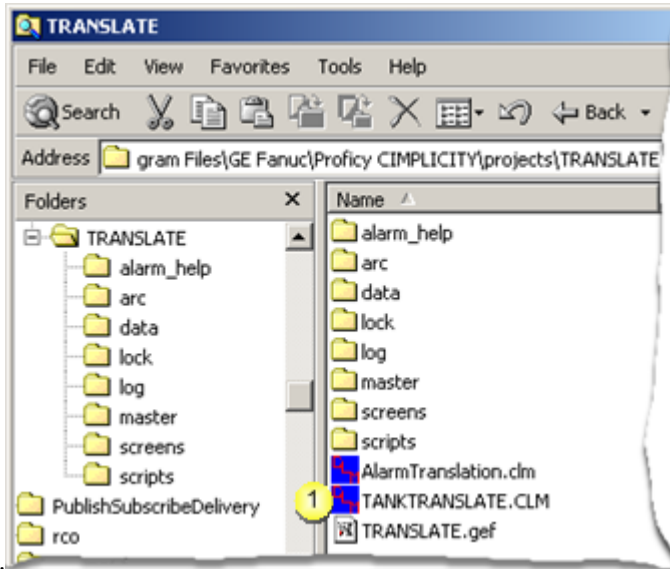 TRANSLATE
File Edit View Favorites Tools Help
Search Back
Address gram Files\GE Fanuc\Proficy CIMPLICITY\projects\TRANSLATE
Folders x
TRANSLATE
alarm_help
arc
data
lock
log
master
screens
scripts
PublishSubscribeDelivery
rco
Name
alarm_help
arc
data
lock
log
master
screens
scripts
AlarmTranslation.clm
1 TANKTRANSLATE.CLM
TRANSLATE.gef
.